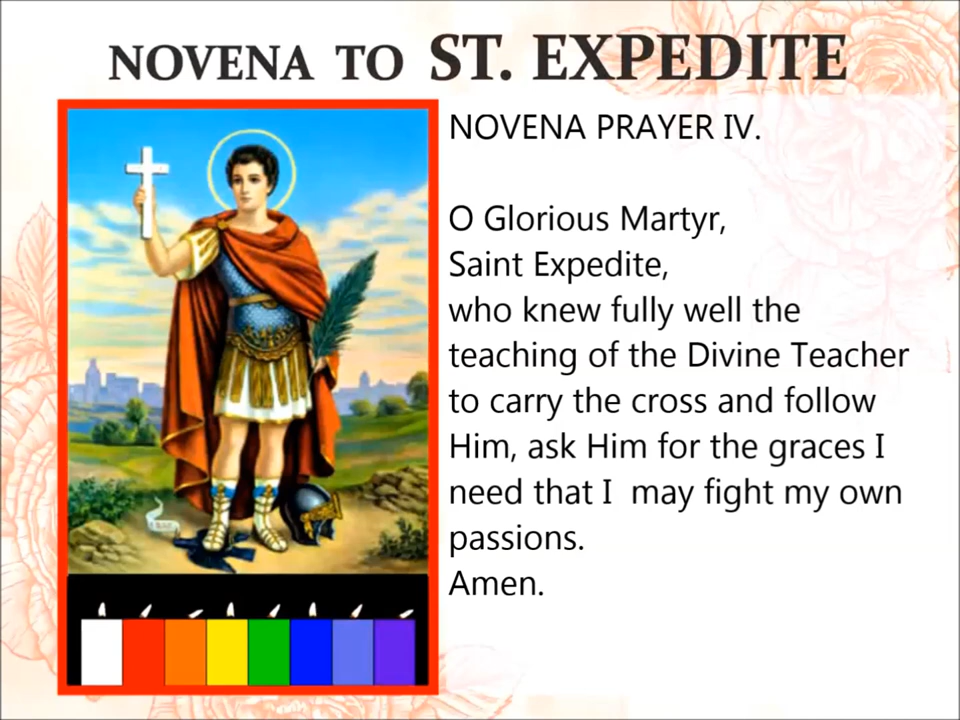 NOVENA TO ST. EXPEDITE
NOVENA PRAYER IV.
O Glorious Martyr,
Saint Expedite,
who knew fully well the
teaching of the Divine Teacher
to carry the cross and follow
Him, ask Him for the graces I
need that I may fight my own
passions.
Amen.